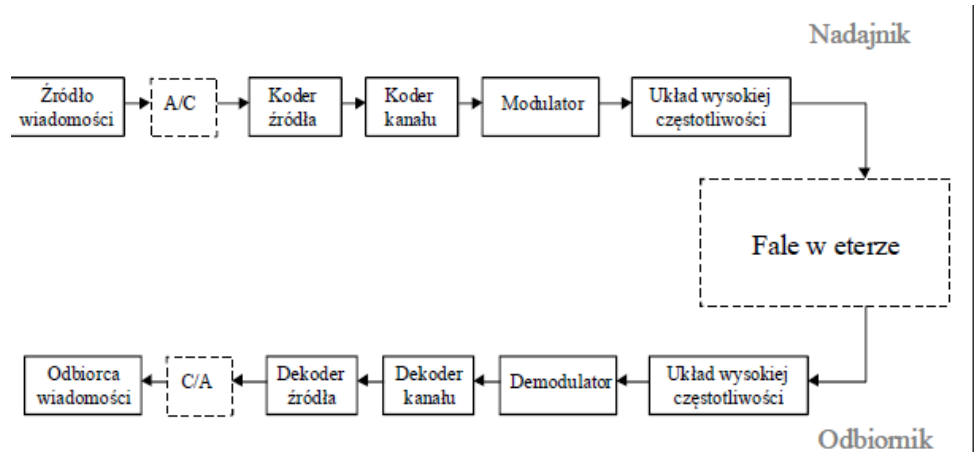 Nadajnik
Źródło
wiadomości
A/C
Koder
źródła
Koder
kanału
Modulator
Układ wysokiej
częstotliwości
Fale w eterze
Odbiorca
wiadomości
C/A
Dekoder
źródła
Dekoder
kanału
Demodulator
Układ wysokiej
częstotliwości
Odbiornik